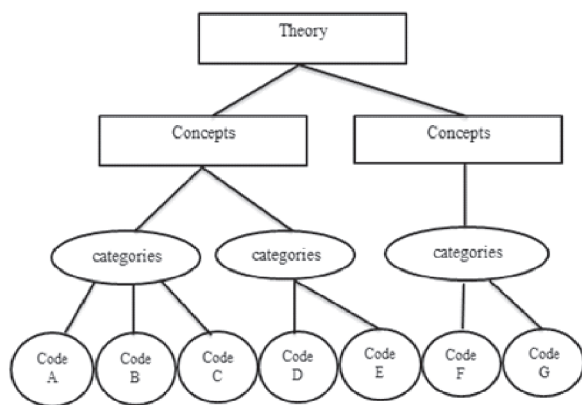 Theory
Concepts
Concepts
categories
categories
categories
Code
A
Code
B
Code
C
Code
D
Code
E
Code
F
Code
G